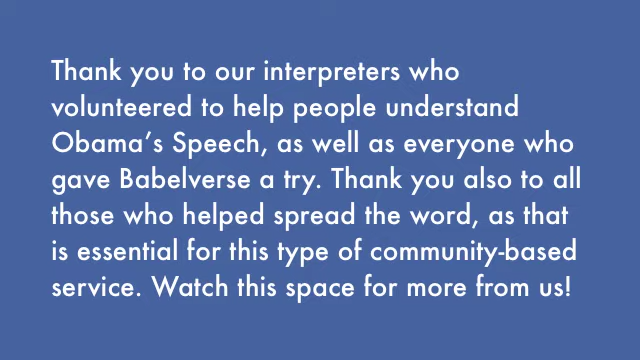 Thank you to our interpreters who
volunteered to help people understand
Obama's Speech, as well as everyone who
gave Babelverse a try. Thank you also to all
those who helped spread the word, as that
is essential for this type of community-based
service. Watch this space for more from us!